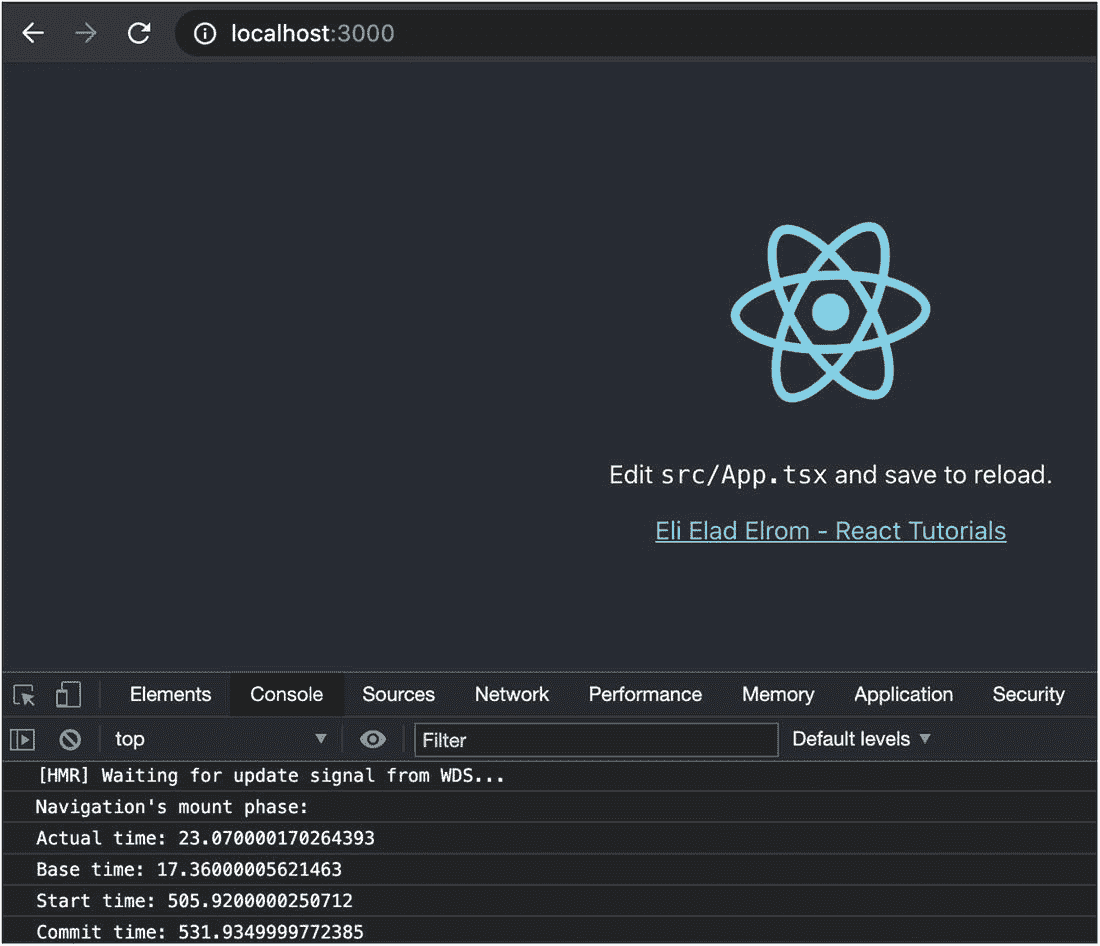 localhost:3000
Edit src/App.tsx and save to reload.
Eli Elad Elrom - React Tutorials
Elements Console Sources Network Performance Memory Application Security
top Filter Default levels
[HMR] Waiting for update signal from WDS...
Navigation's mount phase:
Actual time: 23.070000170264393
Base time: 17.36000005621463
Start time: 505.9200000250712
Commit time: 531.9349999772385